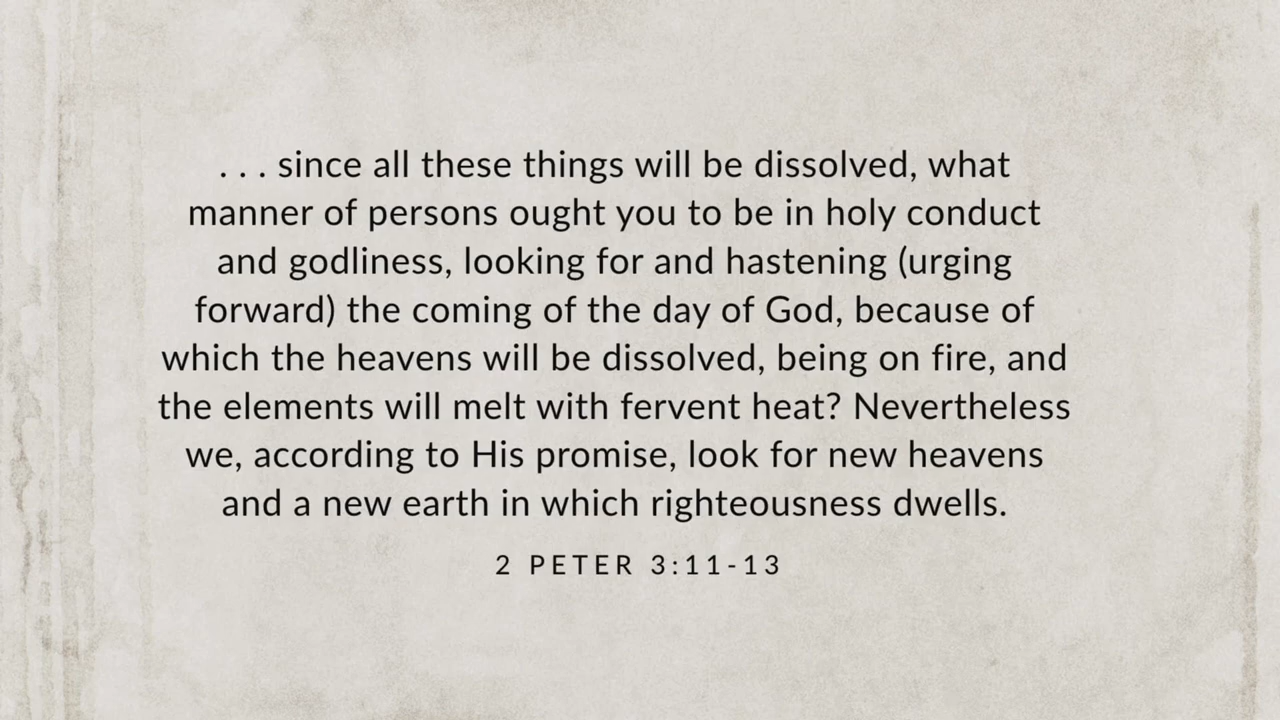 . . . since all these things will be dissolved, what
manner of persons ought you to be in holy conduct
and godliness, looking for and hastening (urging
forward) the coming of the day of God, because of
which the heavens will be dissolved, being on fire, and
the elements will melt with fervent heat? Nevertheless
we, according to His promise, look for new heavens
and a new earth in which righteousness dwells.
2 PETER 3:11-13